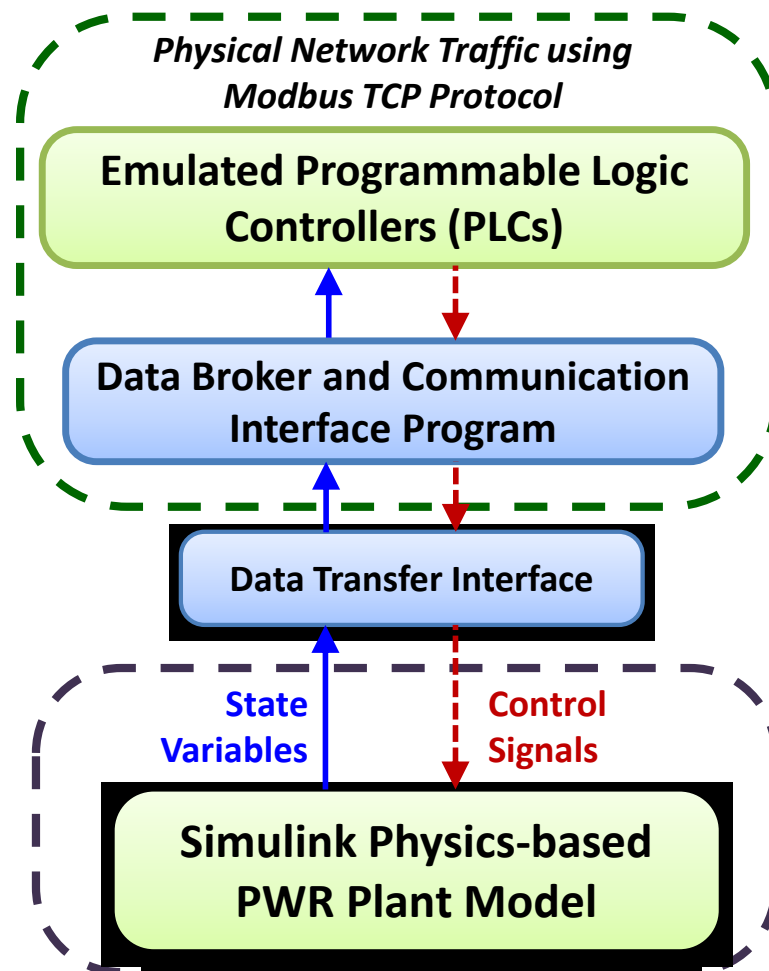 Physical Network Traffic using
Modbus TCP Protocol
Emulated Programmable Logic
Controllers (PLCs)
Data Broker and Communication
Interface Program
Data Transfer Interface
State
Variables
Control
Signals
Simulink Physics-based
PWR Plant Model